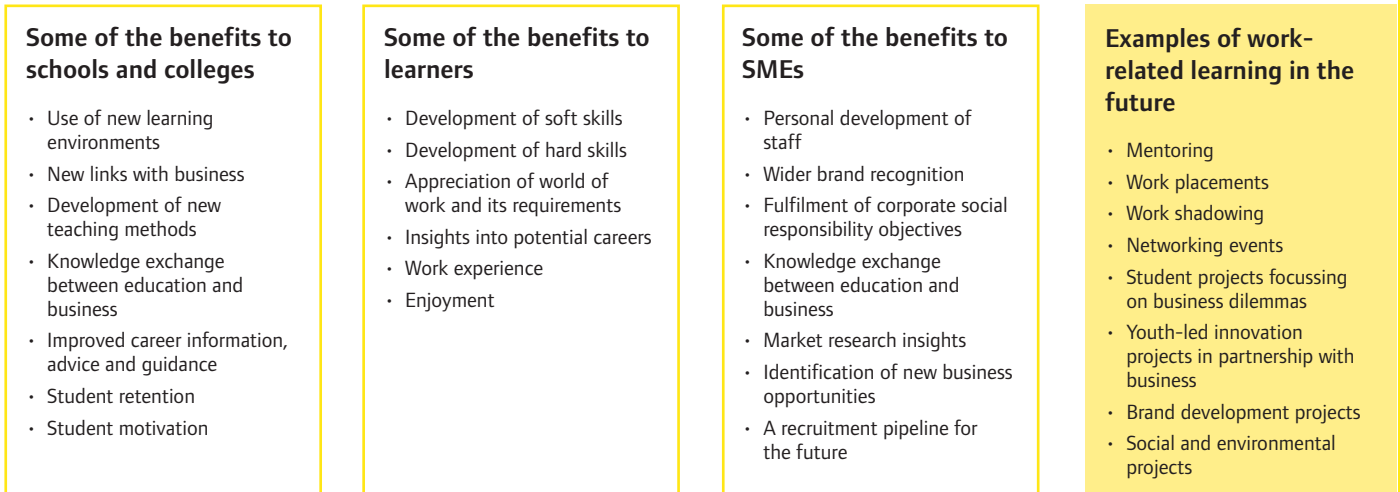 Some of the benefits to
schools and colleges
• Use of new learning
environments
• New links with business
• Development of new
teaching methods
• Knowledge exchange
between education and
business
• Improved career information,
advice and guidance
• Student retention
• Student motivation
Some of the benefits to
learners
• Development of soft skills
• Development of hard skills
• Appreciation of world of
work and its requirements
• Insights into potential careers
• Work experience
• Enjoyment
Some of the benefits to
SMEs
• Personal development of
staff
• Wider brand recognition
• Fulfilment of corporate social
responsibility objectives
• Knowledge exchange
between education and
business
• Market research insights
• Identification of new business
opportunities
• A recruitment pipeline for
the future
Examples of work-
related learning in the
future
• Mentoring
• Work placements
• Work shadowing
• Networking events
• Student projects focussing
on business dilemmas
• Youth-led innovation
projects in partnership with
business
• Brand development projects
• Social and environmental
projects